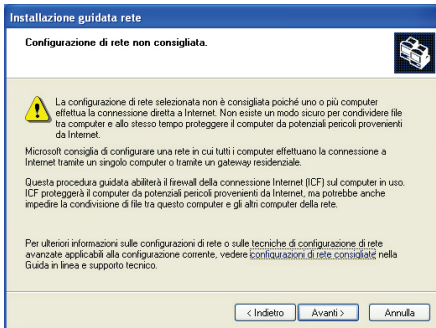 Installazione guidata rete
Configurazione di rete non consigliata.
La configurazione di rete selezionata non è consigliata poiché uno o più computer
effettua la connessione diretta a Internet. Non esiste un modo sicuro per condividere file
tra computer e allo stesso tempo proteggere il computer da potenziali pericoli provenienti
da Internet.
Microsoft consiglia di configurare una rete in cui tutti i computer effettuano la connessione a
Internet tramite un singolo computer o tramite un gateway residenziale.
Questa procedura guidata abiliterà il firewall della connessione Internet (ICF) sul computer in uso.
ICF proteggerà il computer da potenziali pericoli provenienti da Internet, ma potrebbe anche
impedire la condivisione di file tra questo computer e gli altri computer della rete.
Per ulteriori informazioni sulle configurazioni di rete o sulle tecniche di configurazione di rete
avanzate applicabili alla configurazione corrente, vedere configurazioni di rete consigliate nella
Guida in linea e supporto tecnico.
< Indietro
Avanti >
Annulla